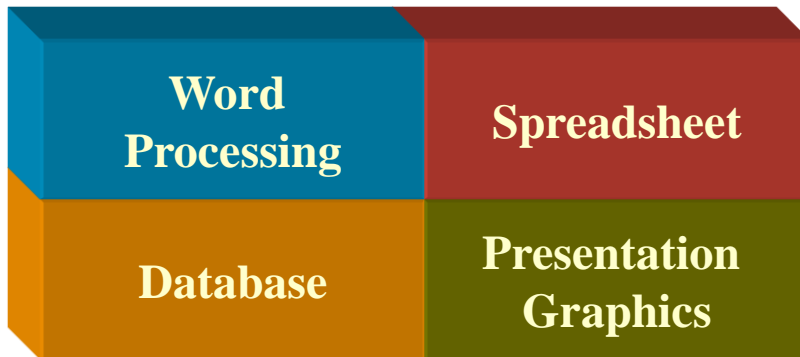 Word
Processing
Spreadsheet
Database
Presentation
Graphics